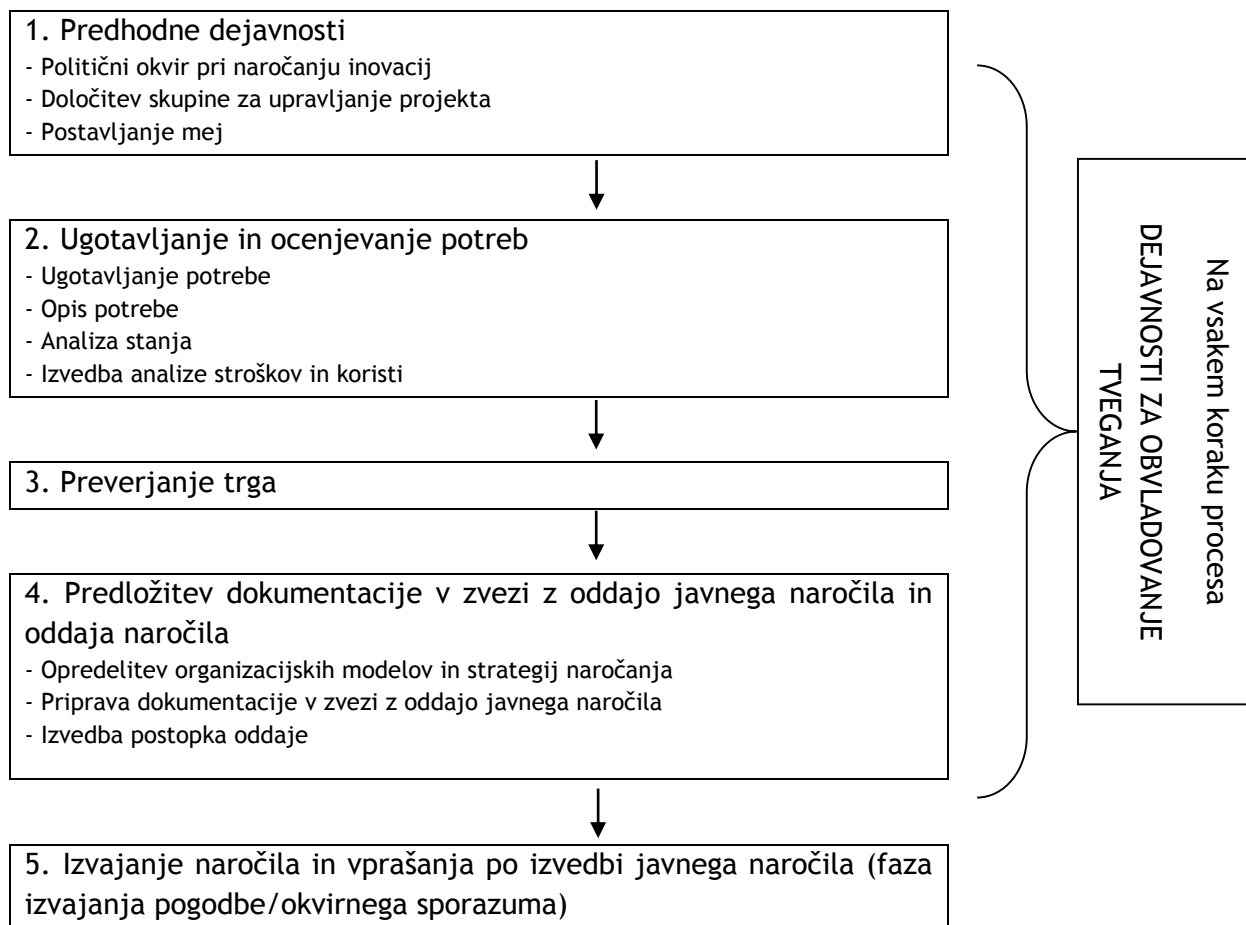 1. Predhodne dejavnosti
- Politični okvir pri naročanju inovacij
- Določitev skupine za upravljanje projekta
- Postavljanje mej
2. Ugotavljanje in ocenjevanje potreb
- Ugotavljanje potrebe
- Opis potrebe
- Analiza stanja
- Izvedba analize stroškov in koristi
3. Preverjanje trga
4. Predložitev dokumentacije v zvezi z oddajo javnega naročila in
oddaja naročila
- Opredelitev organizacijskih modelov in strategij naročanja
- Priprava dokumentacije v zvezi z oddajo javnega naročila
- Izvedba postopka oddaje
5. Izvajanje naročila in vprašanja po izvedbi javnega naročila (faza
izvajanja pogodbe/okvirnega sporazuma)
Na vsakem koraku procesa
DEJAVNOSTI ZA OBVLADOVANJE
TVEGANJA